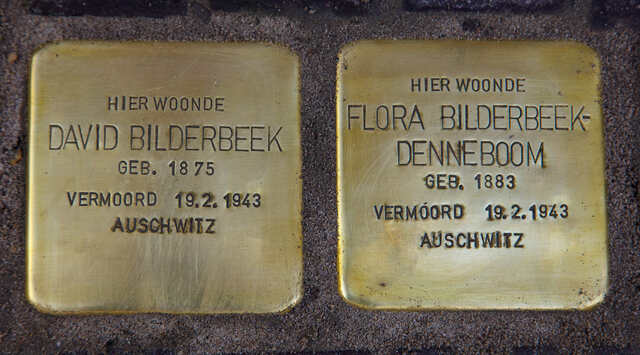 HIER WOONDE
DAVID BILDERBEEK
GEB. 1875
VERMOORD 19.2.1943
AUSCHWITZ
HIER WOONDE
FLORA BILDERBEEK-
DENNEBOOM
GEB. 1883
VERMOORD 19.2.1943
AUSCHWITZ